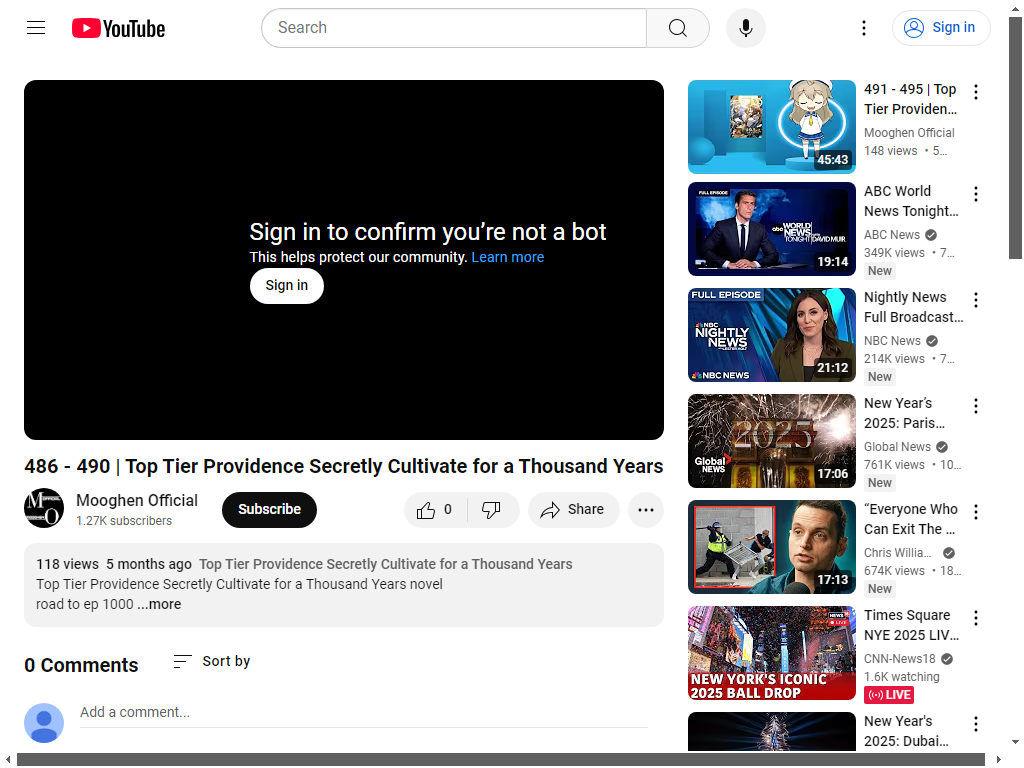 YouTube
Search
Sign in
Sign in to confirm you're not a bot
This helps protect our community. Learn more
Sign in
486 - 490 | Top Tier Providence Secretly Cultivate for a Thousand Years
Mooghen Official
1.27K subscribers
Subscribe
0
Share
118 views 5 months ago Top Tier Providence Secretly Cultivate for a Thousand Years
Top Tier Providence Secretly Cultivate for a Thousand Years novel
road to ep 1000 ...more
0 Comments
Sort by
Add a comment...
45:43
491 - 495 | Top
Tier Providen...
Mooghen Official
148 views • 5...
FULL EPISODE
abc WORLD
NEWS
TONIGHT DAVID MUIR
19:14
ABC World
News Tonight...
ABC News
349K views • 7...
New
FULL EPISODE
NBC
NIGHTLY
NEWS
NBC NEWS
21:12
Nightly News
Full Broadcast...
NBC News
214K views • 7...
New
2025
Global
NEWS
17:06
New Year's
2025: Paris...
Global News
761K views • 10...
New
17:13
“Everyone Who
Can Exit The ...
Chris Willia...
674K views • 18...
New
NEWS 18
LIVE
NEW YORK'S ICONIC
2025 BALL DROP
Times Square
NYE 2025 LIV...
CNN-News18
1.6K watching
LIVE
New Year's
2025: Dubai...